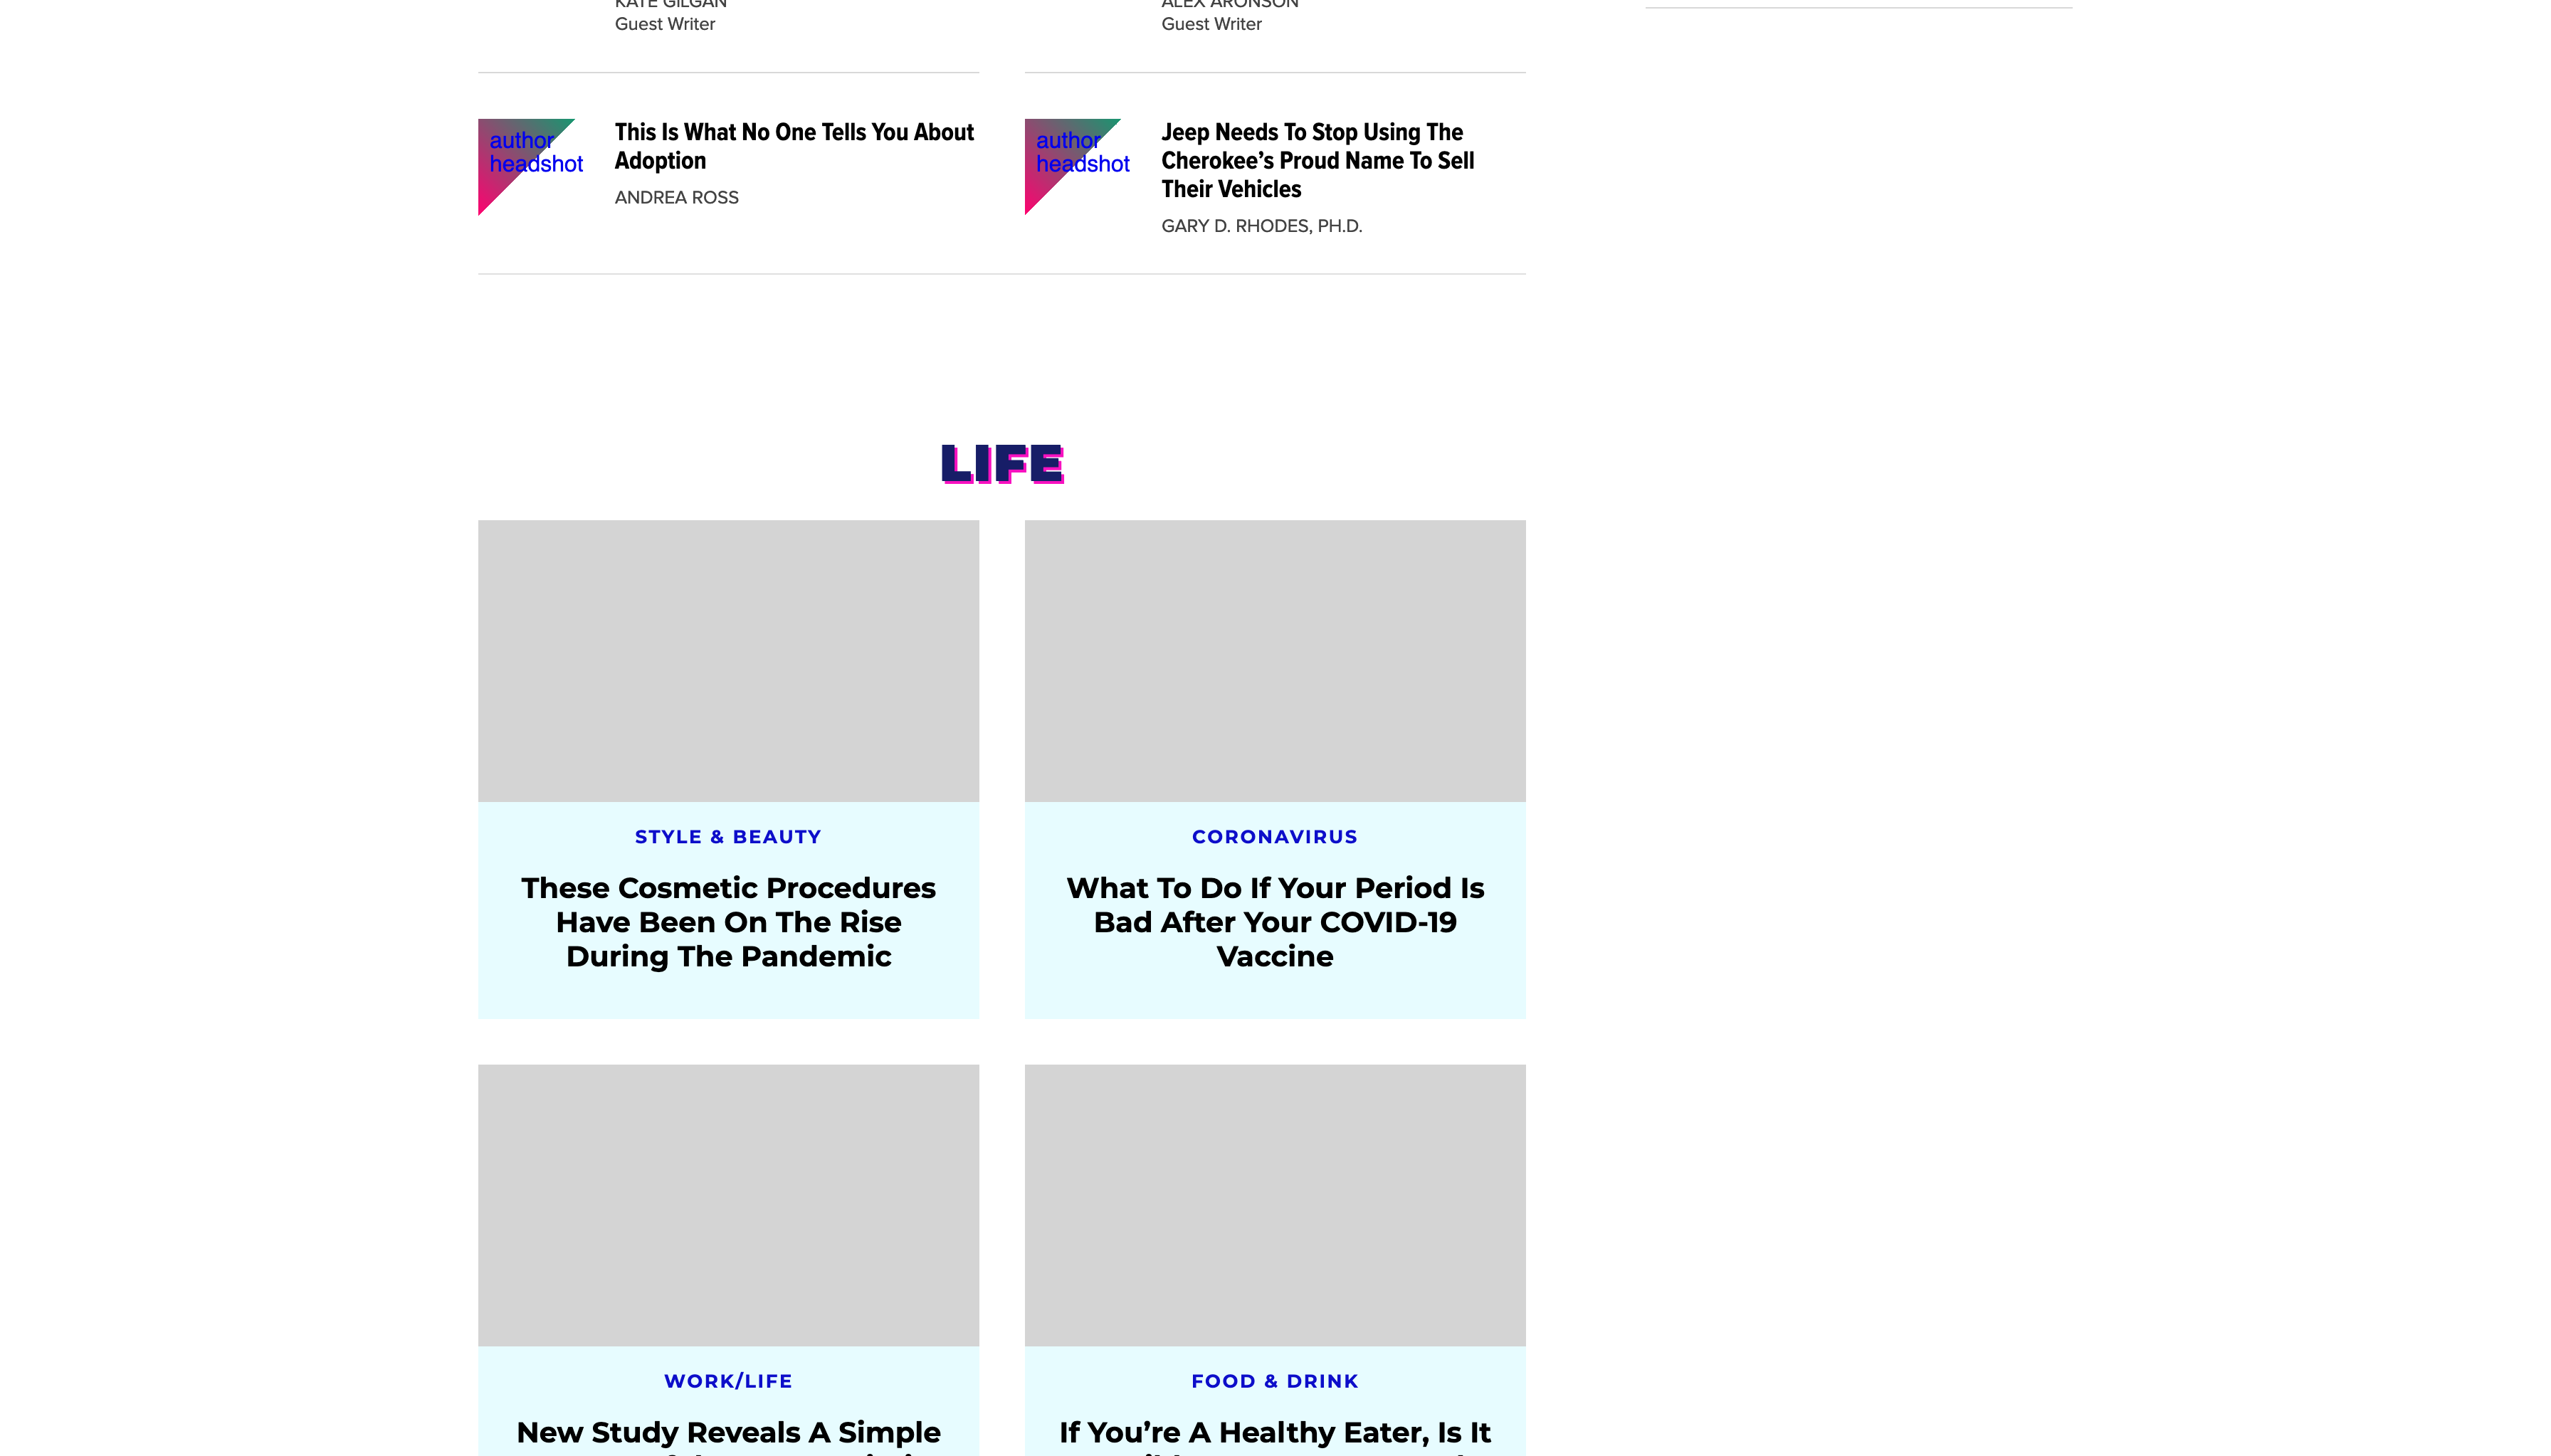 KATE GILGAN
Guest Writer
ALEX ARONSON
Guest Writer
author
headshot
This Is What No One Tells You About
Adoption
ANDREA ROSS
author
headshot
Jeep Needs To Stop Using The
Cherokee’s Proud Name To Sell
Their Vehicles
GARY D. RHODES, PH.D.
LIFE
STYLE & BEAUTY
These Cosmetic Procedures
Have Been On The Rise
During The Pandemic
CORONAVIRUS
What To Do If Your Period Is
Bad After Your COVID-19
Vaccine
WORK/LIFE
New Study Reveals A Simple
FOOD & DRINK
If You’re A Healthy Eater, Is It